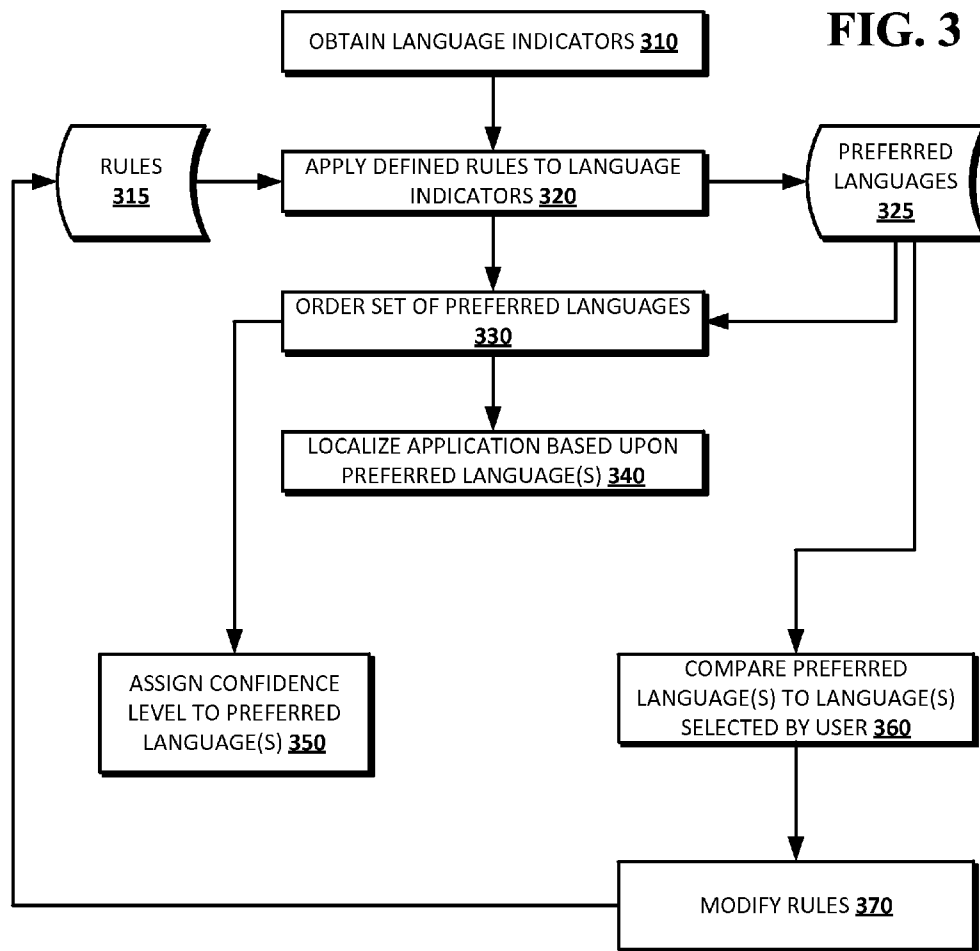 FIG. 3
OBTAIN LANGUAGE INDICATORS 310
RULES
315
APPLY DEFINED RULES TO LANGUAGE
INDICATORS 320
PREFERRED
LANGUAGES
325
ORDER SET OF PREFERRED LANGUAGES
330
LOCALIZE APPLICATION BASED UPON
PREFERRED LANGUAGE(S) 340
ASSIGN CONFIDENCE
LEVEL TO PREFERRED
LANGUAGE(S) 350
COMPARE PREFERRED
LANGUAGE(S) TO LANGUAGE(S)
SELECTED BY USER 360
MODIFY RULES 370